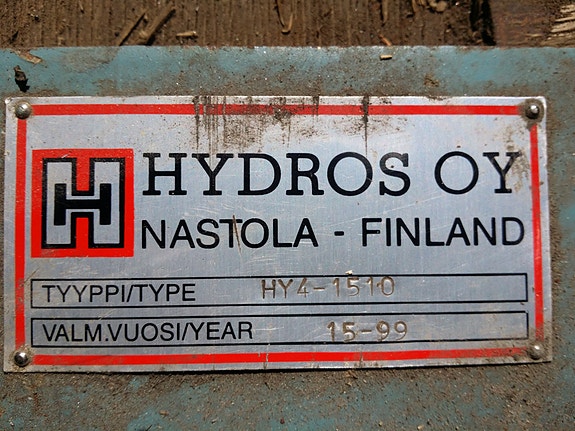 H HYDROS OY
NASTOLA - FINLAND
TYYPPI/TYPE HY4-1510
VALM.VUOSI/YEAR 15-99